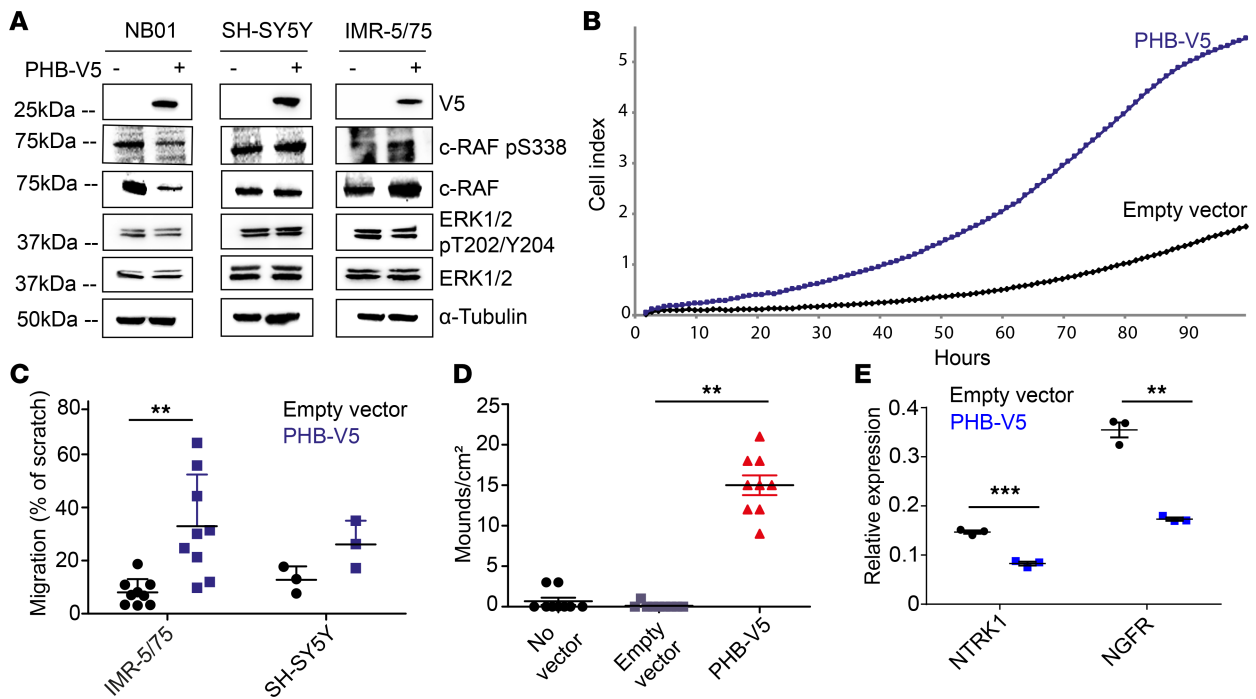 A
NB01 SH-SY5Y IMR-5/75
PHB-V5 - + - + - +
25kDa -- V5
75kDa -- c-RAF pS338
75kDa -- c-RAF
ERK1/2
37kDa -- pT202/Y204
37kDa -- ERK1/2
50kDa -- α-Tubulin
B
PHB-V5
Empty vector
Cell index
5
4
3
2
1
0
0 10 20 30 40 50 60 70 80 90
Hours
C
Migration (% of scratch)
80
60
40
20
0
**
Empty vector
PHB-V5
IMR-5/75 SH-SY5Y
D
Mounds/cm²
25
20
15
10
5
0
**
No vector
Empty vector
PHB-V5
E
Relative expression
Empty vector
PHB-V5
0.4
0.3
0.2
0.1
0
***
**
NTRK1 NGFR